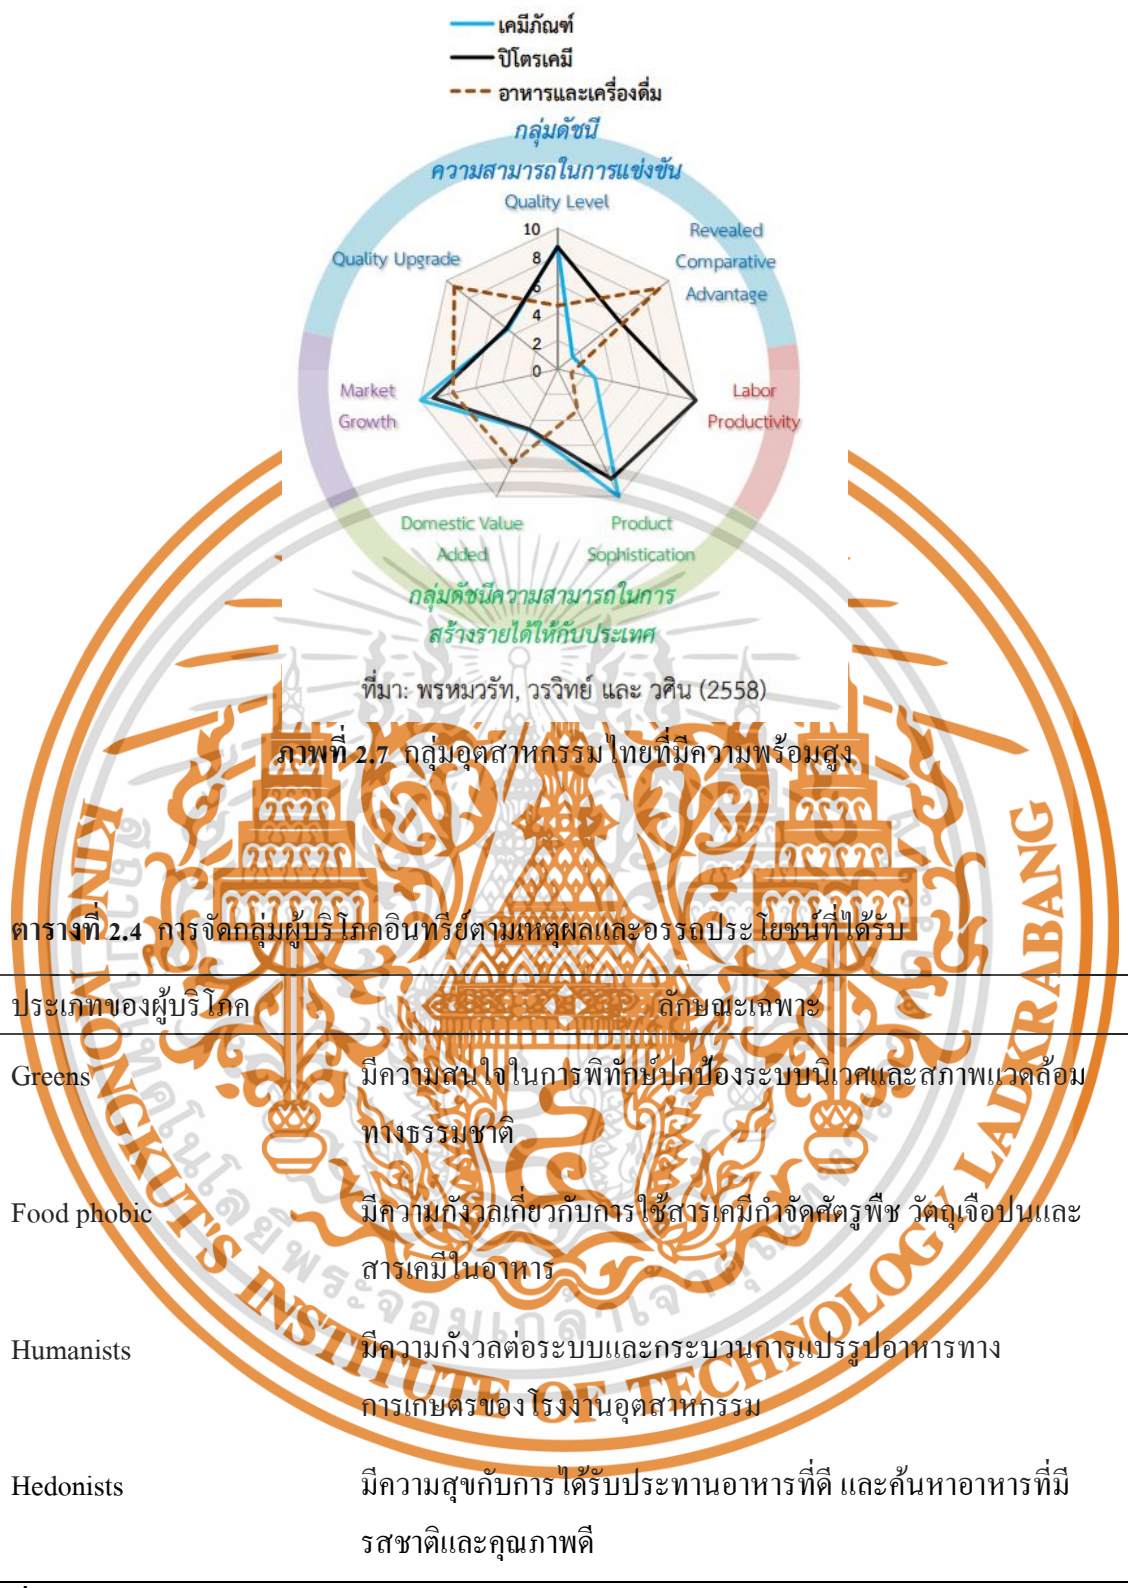 เคมีภัณฑ์
ปิโตรเคมี
อาหารและเครื่องดื่ม
กลุ่มดัชนี
ความสามารถในการแข่งขัน
Quality Level
Revealed
Comparative
Advantage
Quality Upgrade
10
8
6
4
2
0
Market
Growth
Labor
Productivity
Domestic Value
Added
Product
Sophistication
กลุ่มดัชนีความสามารถในการ
สร้างรายได้ให้กับประเทศ
ที่มา: พรหมวรัท, วรวิทย์ และ วศิน (2558)
ภาพที่ 2.7 กลุ่มอุตสาหกรรมไทยที่มีความพร้อมสูง
ตารางที่ 2.4 การจัดกลุ่มผู้บริโภคอินทรีย์ตามเหตุผลและอรรถประโยชน์ที่ได้รับ
ประเภทของผู้บริโภค ลักษณะเฉพาะ
Greens มีความสนใจในการพิทักษ์ปกป้องระบบนิเวศและสภาพแวดล้อม
ทางธรรมชาติ
Food phobic มีความกังวลเกี่ยวกับการใช้สารเคมีกำจัดศัตรูพืช วัตถุเจือปนและ
สารเคมีในอาหาร
Humanists มีความกังวลต่อระบบและกระบวนการแปรรูปอาหารทาง
การเกษตรของโรงงานอุตสาหกรรม
Hedonists มีความสุขกับการได้รับประทานอาหารที่ดี และค้นหาอาหารที่มี
รสชาติและคุณภาพดี
KING MONGKUT'S INSTITUTE OF TECHNOLOGY LADKRABANG